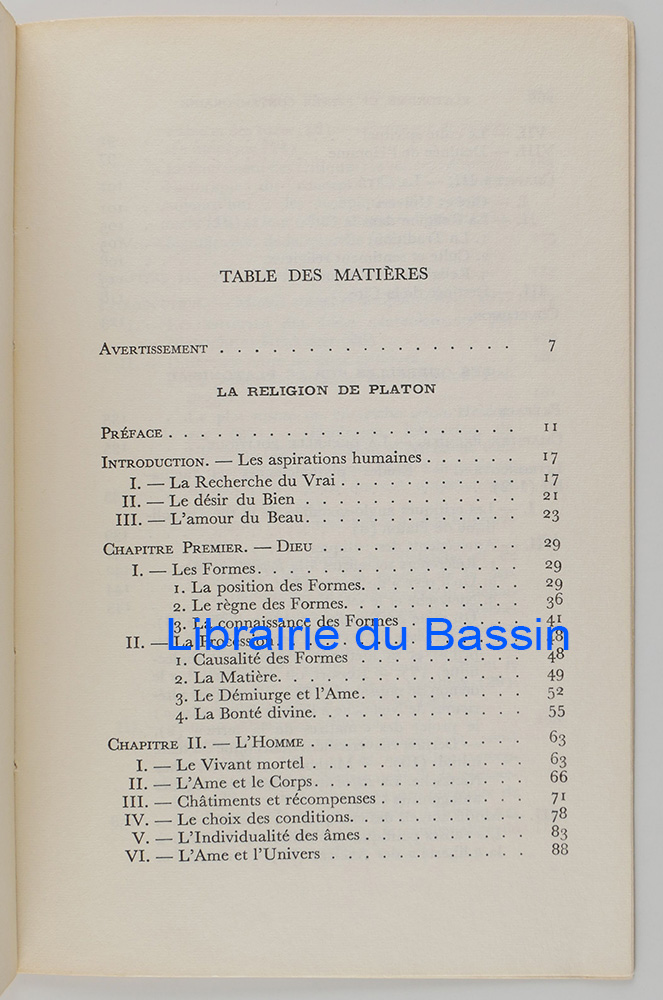 TABLE DES MATIÈRES
AVERTISSEMENT . . . . . . . . . . . . . . . . . 7
LA RELIGION DE PLATON
PRÉFACE . . . . . . . . . . . . . . . . . . . . . 11
INTRODUCTION. — Les aspirations humaines . . . . . . 17
I. — La Recherche du Vrai . . . . . . . . . . . 17
II. — Le désir du Bien . . . . . . . . . . . . . 21
III. — L'amour du Beau. . . . . . . . . . . . . 23
CHAPITRE PREMIER. — DIEU . . . . . . . . . . . . 29
I. — Les Formes. . . . . . . . . . . . . . . . 29
1. La position des Formes. . . . . . . . . . 29
2. Le règne des Formes. . . . . . . . . . . 36
3. La connaissance des Formes . . . . . . . 41
Librairie du Bassin
II. — La Procession. . . . . . . . . . . . . . . 48
1. Causalité des Formes . . . . . . . . . . 48
2. La Matière. . . . . . . . . . . . . . . 49
3. Le Démiurge et l'Ame. . . . . . . . . . 52
4. La Bonté divine. . . . . . . . . . . . . 55
CHAPITRE II. — L'HOMME . . . . . . . . . . . . . 63
I. — Le Vivant mortel . . . . . . . . . . . . . 63
II. — L'Ame et le Corps. . . . . . . . . . . . . 66
III. — Châtiments et récompenses . . . . . . . . . 71
IV. — Le choix des conditions. . . . . . . . . . . 78
V. — L'Individualité des âmes . . . . . . . . . . 83
VI. — L'Ame et l'Univers . . . . . . . . . . . . 88